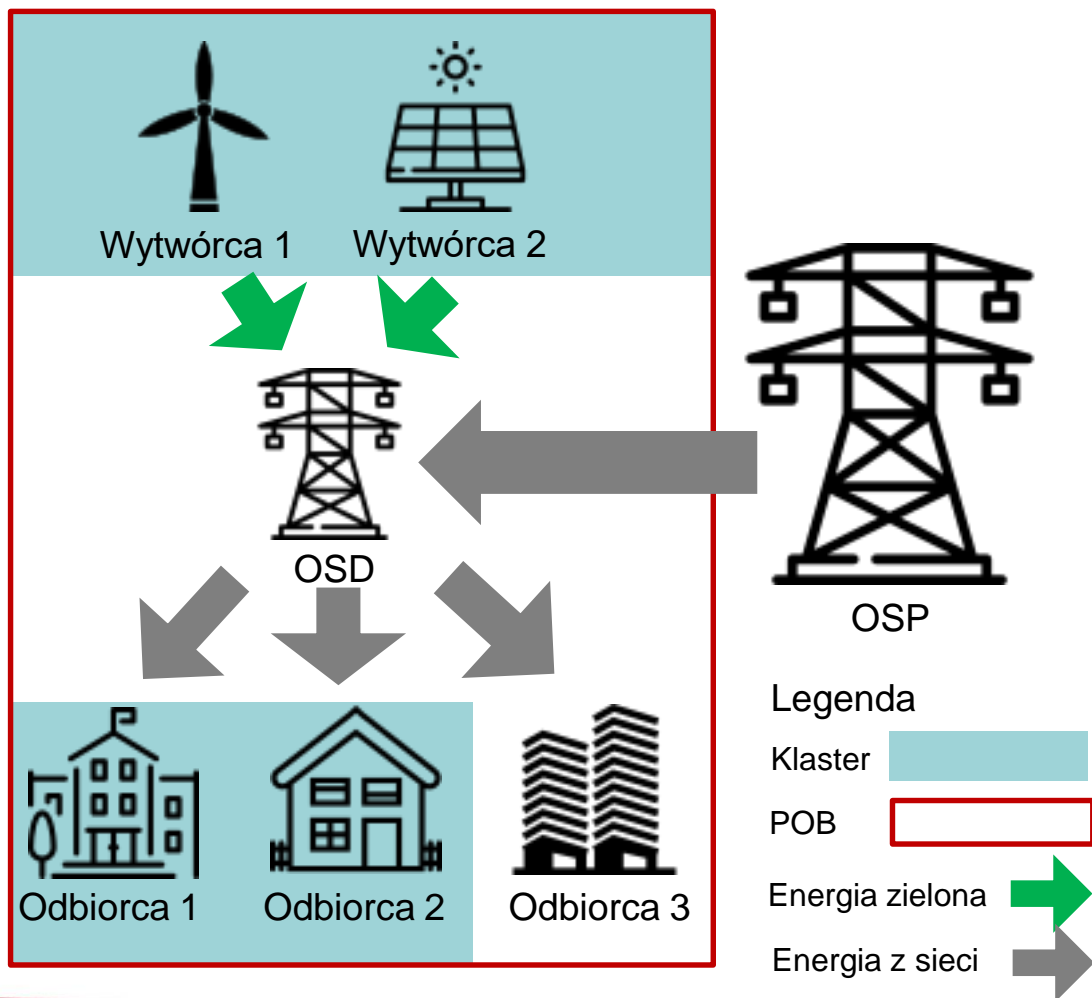 Wytwórca 1
Wytwórca 2
OSD
OSP
Odbiorca 1
Odbiorca 2
Odbiorca 3
Legenda
Klaster
POB
Energia zielona
Energia z sieci